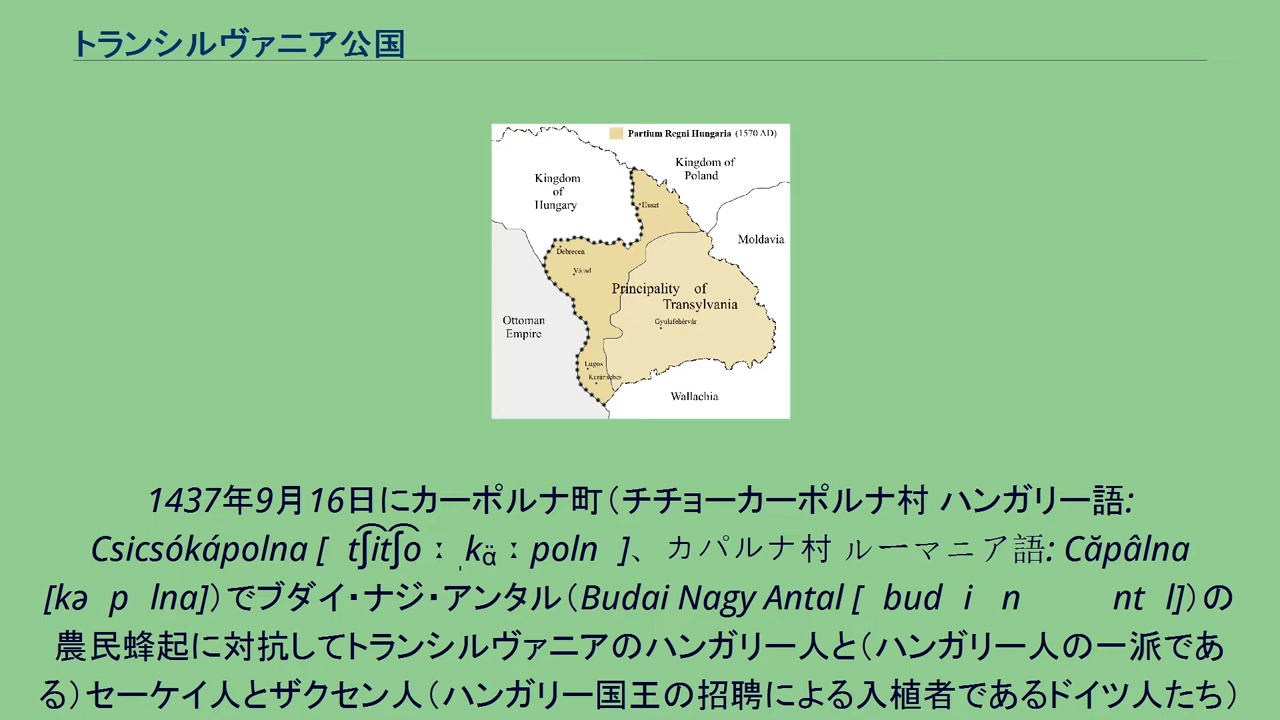 トランシルヴァニア公国
Partium Regni Hungaria (1570 AD)
Kingdom of Poland
Kingdom of Hungary
Huszt
Moldavia
Debrecen
Várad
Principality of Transylvania
Gyulafehérvár
Ottoman Empire
Lugos
Karánsebes
Wallachia
1437年9月16日にカーポルナ町（チチョーカーポルナ村 ハンガリー語:
Csicsókápolna [ t͡ʃit͡ʃoːˌkɑ̈ːpoln ]、カパルナ村 ルーマニア語: Căpâlna
[kə p lna]）でブダイ・ナジ・アンタル（Budai Nagy Antal [ bud i n nt l]）の
農民蜂起に対抗してトランシルヴァニアのハンガリー人と（ハンガリー人の一派であ
る）セーケイ人とザクセン人（ハンガリー国王の招聘による入植者であるドイツ人たち）